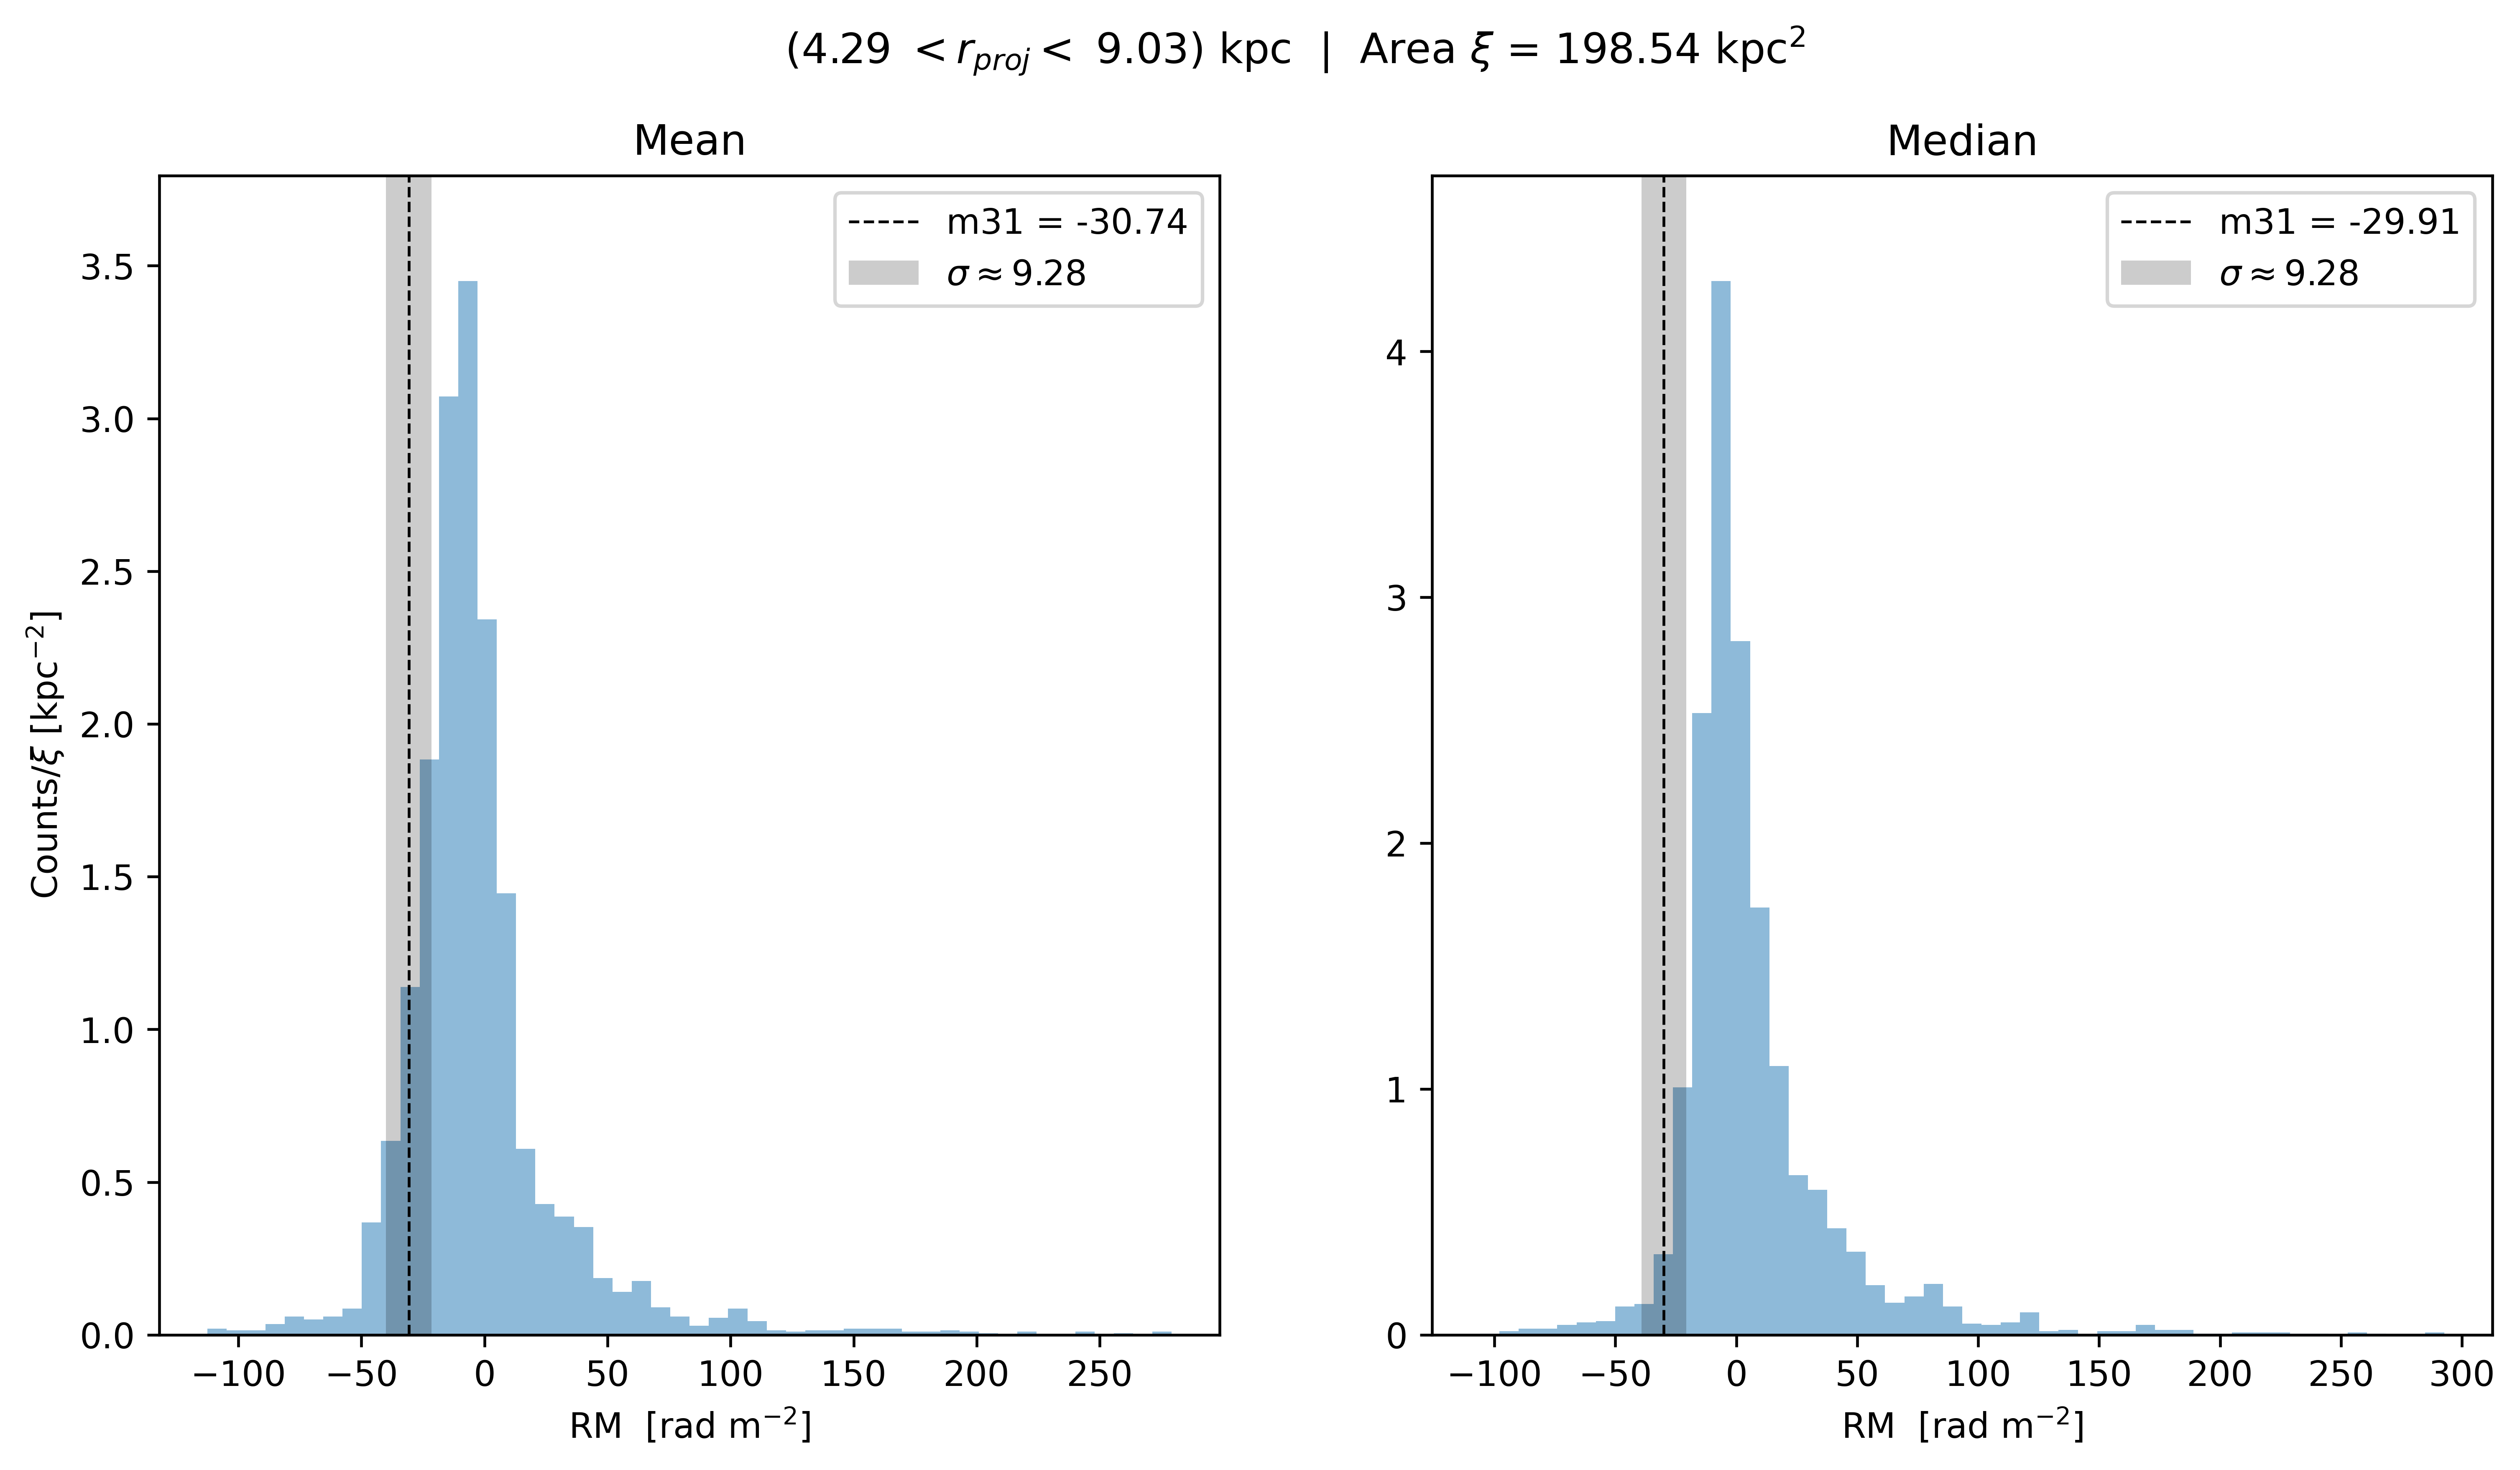 (4.29 < r_proj < 9.03) kpc | Area ξ = 198.54 kpc²
Mean
m31 = -30.74
σ ≈ 9.28
Counts/ξ [kpc⁻²]
3.5
3.0
2.5
2.0
1.5
1.0
0.5
0.0
−100 −50 0 50 100 150 200 250
RM [rad m⁻²]
Median
m31 = -29.91
σ ≈ 9.28
4
3
2
1
0
−100 −50 0 50 100 150 200 250 300
RM [rad m⁻²]